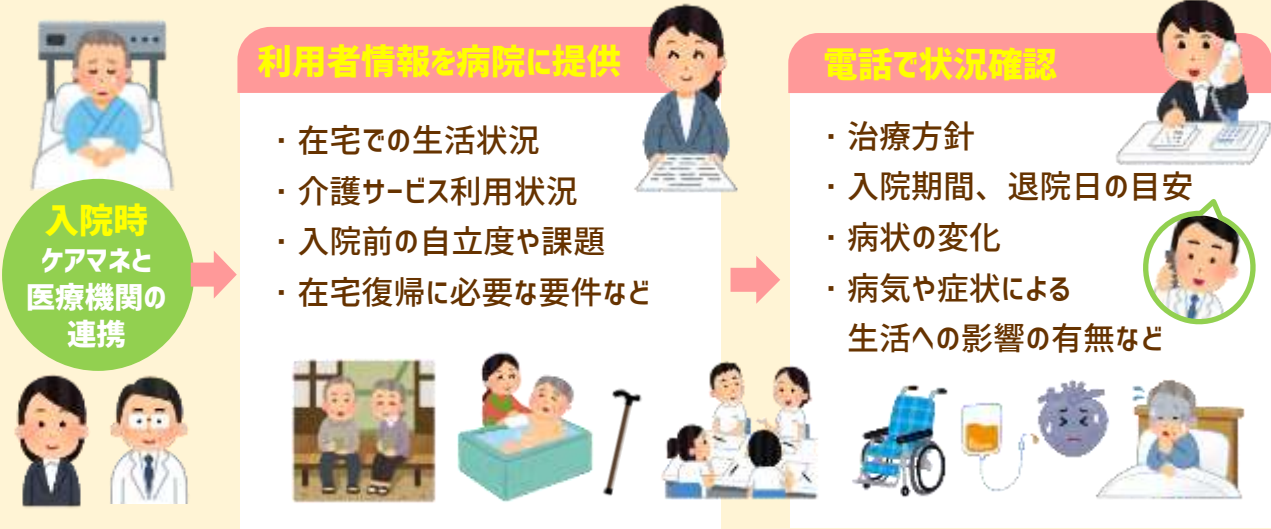 入院時
ケアマネと
医療機関の
連携
利用者情報を病院に提供
・在宅での生活状況
・介護サービス利用状況
・入院前の自立度や課題
・在宅復帰に必要な要件など
電話で状況確認
・治療方針
・入院期間、退院日の目安
・病状の変化
・病気や症状による
生活への影響の有無など